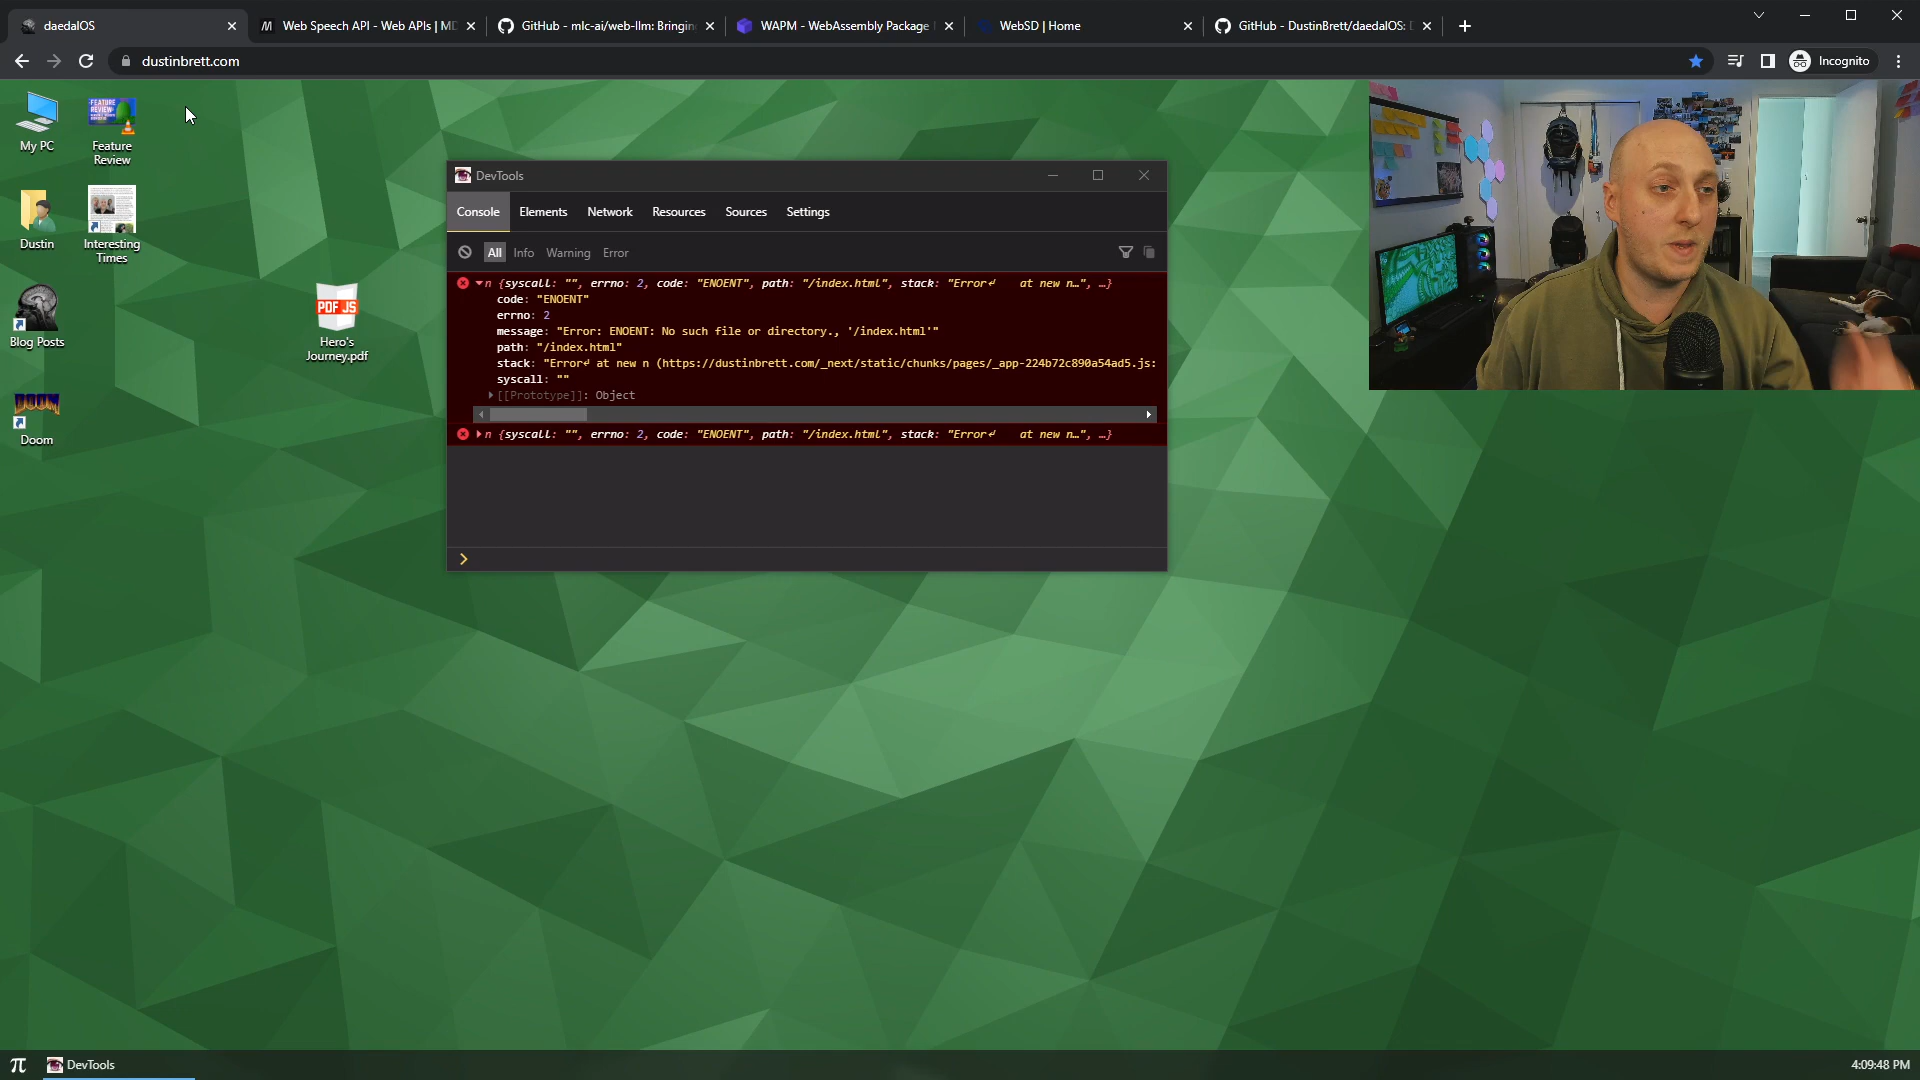 daedalOS
Web Speech API - Web APIs | MD
GitHub - mlc-ai/web-llm: Bringin
WAPM - WebAssembly Package
WebSD | Home
GitHub - DustinBrett/daedalOS:
dustinbrett.com
Incognito
My PC
FEATURE
REVIEW
Feature
Review
Dustin
Interesting
Times
Blog Posts
PDF JS
Hero's
Journey.pdf
DOOM
Doom
DevTools
Console Elements Network Resources Sources Settings
All Info Warning Error
n {syscall: "", errno: 2, code: "ENOENT", path: "/index.html", stack: "Error↵ at new n…", …}
code: "ENOENT"
errno: 2
message: "Error: ENOENT: No such file or directory., '/index.html'"
path: "/index.html"
stack: "Error↵ at new n (https://dustinbrett.com/_next/static/chunks/pages/_app-224b72c890a54ad5.js:
syscall: ""
[[Prototype]]: Object
n {syscall: "", errno: 2, code: "ENOENT", path: "/index.html", stack: "Error↵ at new n…", …}
DevTools
4:09:48 PM